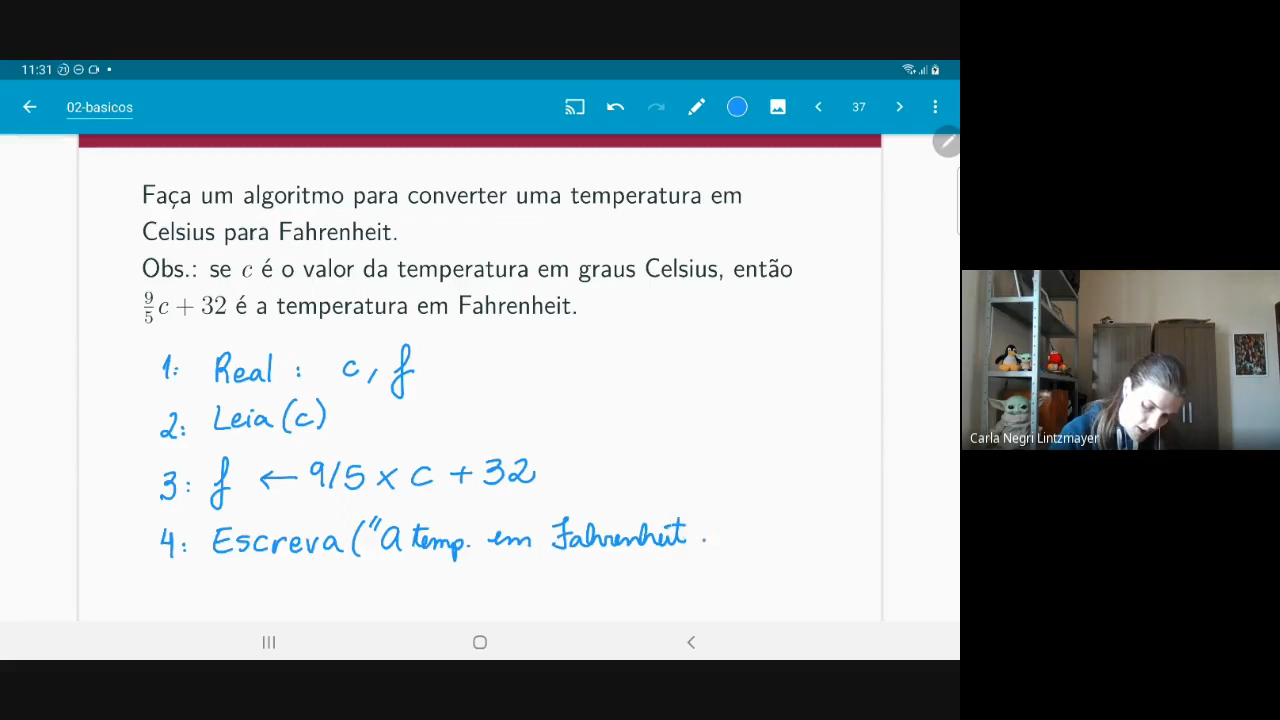 11:31
02-basicos
37
Faça um algoritmo para converter uma temperatura em
Celsius para Fahrenheit.
Obs.: se c é o valor da temperatura em graus Celsius, então
9/5 c + 32 é a temperatura em Fahrenheit.
1: Real : c, f
2: Leia (c)
3: f ← 9/5 × c + 32
4: Escreva ("A temp. em Fahrenheit .
Carla Negri Lintzmayer